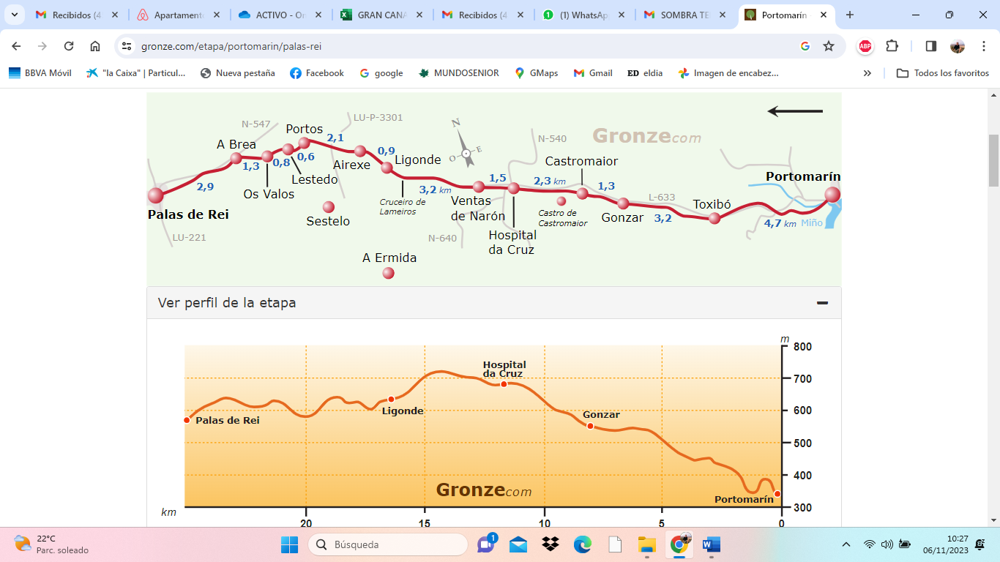 Recibidos (4
Apartament
ACTIVO - On
GRAN CANA
Recibidos (4
(1) WhatsAp
SOMBRA TE
Portomarín
gronze.com/etapa/portomarin/palas-rei
ABP
BBVA Móvil
"la Caixa" | Particul...
Nueva pestaña
Facebook
google
MUNDOSENIOR
GMaps
Gmail
ED eldia
Imagen de encabez...
»
Todos los favoritos
N-547
LU-P-3301
N
O
E
N-540
Gronzecom
Portos
2,1
A Brea
1,3
0,8
0,6
Airexe
0,9
Ligonde
Castromaior
Lestedo
Os Valos
2,9
Palas de Rei
LU-221
Sestelo
Cruceiro de
Lameiros
3,2 km
Ventas
de Narón
1,5
2,3 km
1,3
Castro de
Castromaior
Gonzar
L-633
3,2
Toxibó
Portomarín
4,7 km
Miño
N-640
Hospital
da Cruz
A Ermida
Ver perfil de la etapa
m
800
700
600
500
400
300
Hospital
da Cruz
Ligonde
Palas de Rei
Gonzar
Gronzecom
Portomarín
km
20
15
10
5
0
22°C
Parc. soleado
Búsqueda
1
10:27
06/11/2023